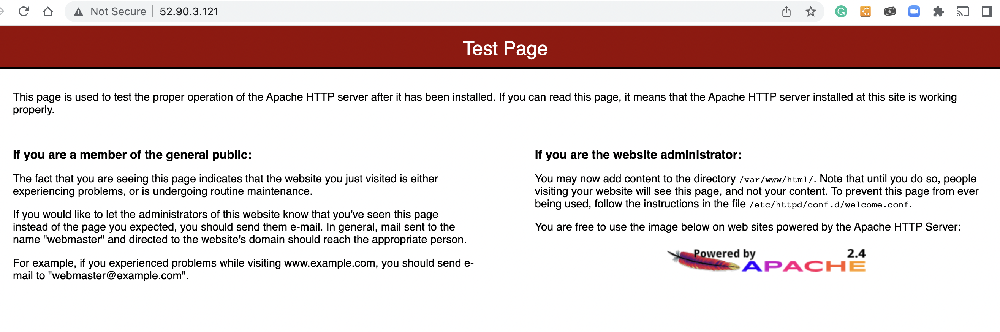 Not Secure | 52.90.3.121
Test Page
This page is used to test the proper operation of the Apache HTTP server after it has been installed. If you can read this page, it means that the Apache HTTP server installed at this site is working
properly.
If you are a member of the general public:
The fact that you are seeing this page indicates that the website you just visited is either
experiencing problems, or is undergoing routine maintenance.
If you would like to let the administrators of this website know that you've seen this page
instead of the page you expected, you should send them e-mail. In general, mail sent to the
name "webmaster" and directed to the website's domain should reach the appropriate person.
For example, if you experienced problems while visiting www.example.com, you should send e-
mail to "webmaster@example.com".
If you are the website administrator:
You may now add content to the directory /var/www/html/. Note that until you do so, people
visiting your website will see this page, and not your content. To prevent this page from ever
being used, follow the instructions in the file /etc/httpd/conf.d/welcome.conf.
You are free to use the image below on web sites powered by the Apache HTTP Server:
Powered by 2.4
APACHE